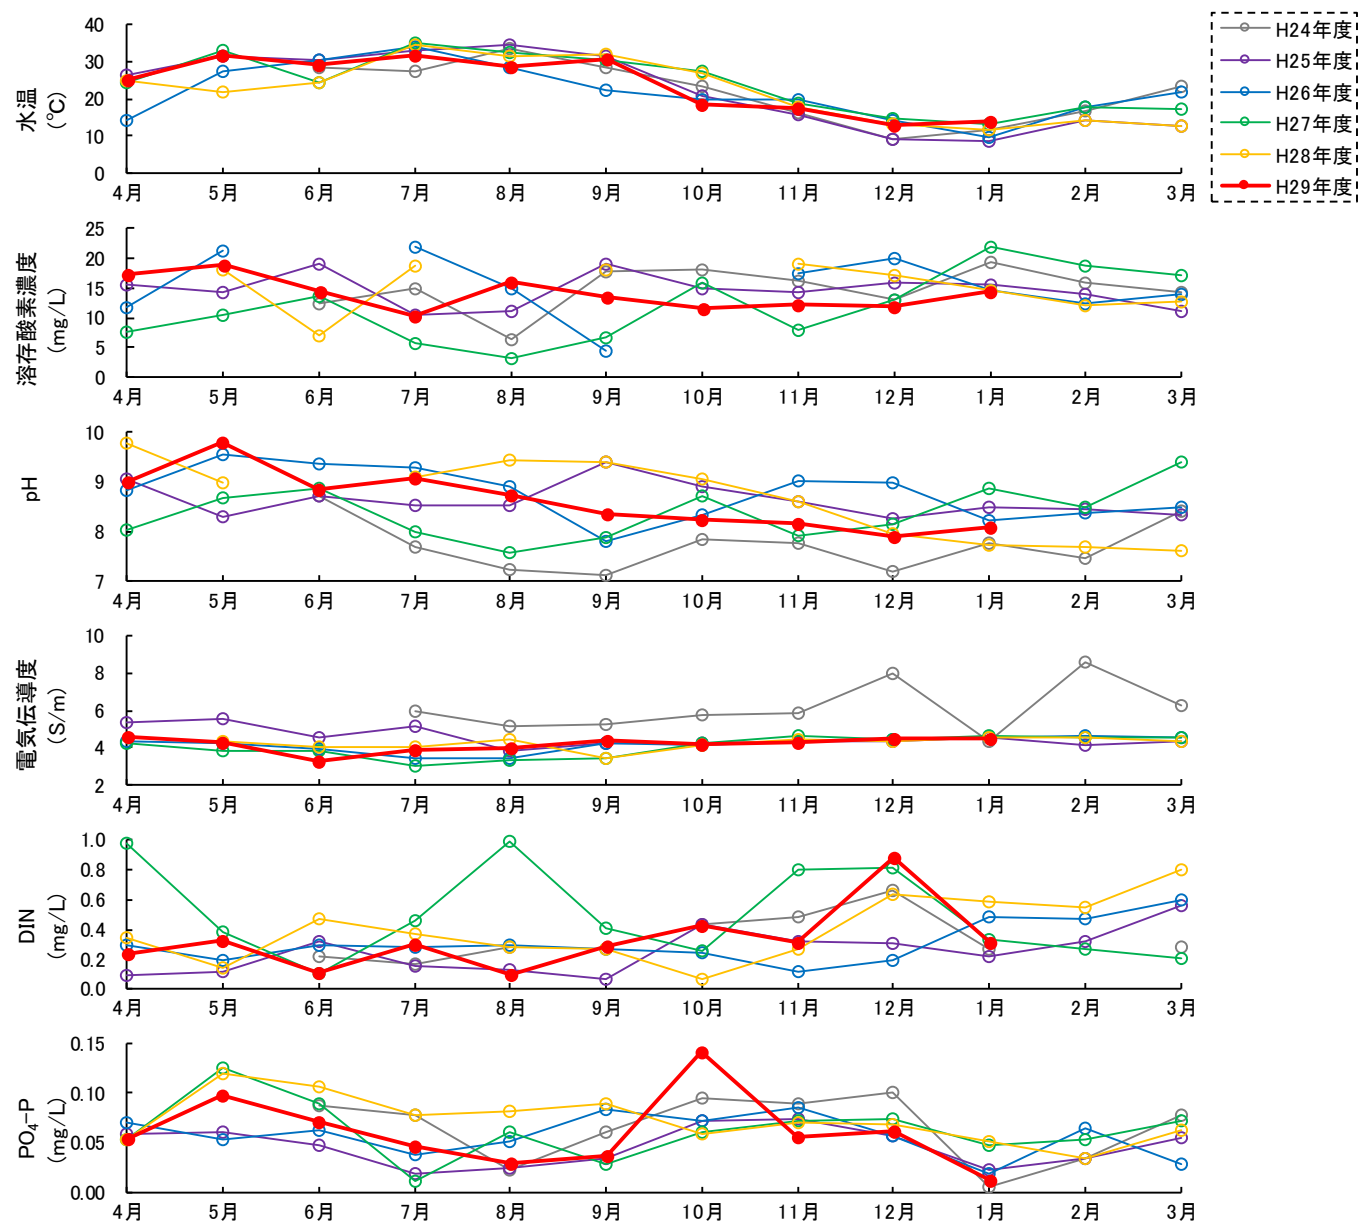 H24年度
H25年度
H26年度
H27年度
H28年度
H29年度
水温
(℃)
40
30
20
10
0
4月 5月 6月 7月 8月 9月 10月 11月 12月 1月 2月 3月
溶存酸素濃度
(mg/L)
25
20
15
10
5
0
4月 5月 6月 7月 8月 9月 10月 11月 12月 1月 2月 3月
pH
10
9
8
7
4月 5月 6月 7月 8月 9月 10月 11月 12月 1月 2月 3月
電気伝導度
(S/m)
10
8
6
4
2
4月 5月 6月 7月 8月 9月 10月 11月 12月 1月 2月 3月
DIN
(mg/L)
1.0
0.8
0.6
0.4
0.2
0.0
4月 5月 6月 7月 8月 9月 10月 11月 12月 1月 2月 3月
PO₄-P
(mg/L)
0.15
0.10
0.05
0.00
4月 5月 6月 7月 8月 9月 10月 11月 12月 1月 2月 3月